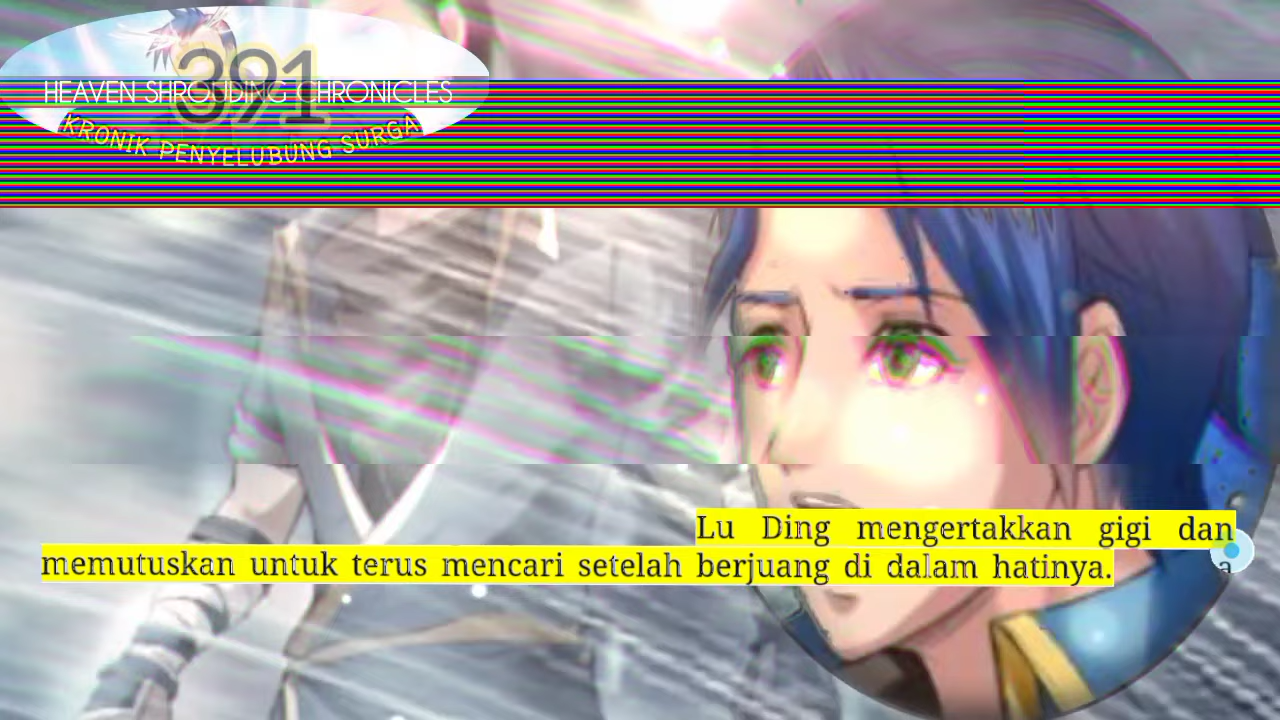 391
HEAVEN SHROUDING CHRONICLES
KRONIK PENYELUBUNG SURGA
Lu Ding mengertakkan gigi dan
memutuskan untuk terus mencari setelah berjuang di dalam hatinya.
a